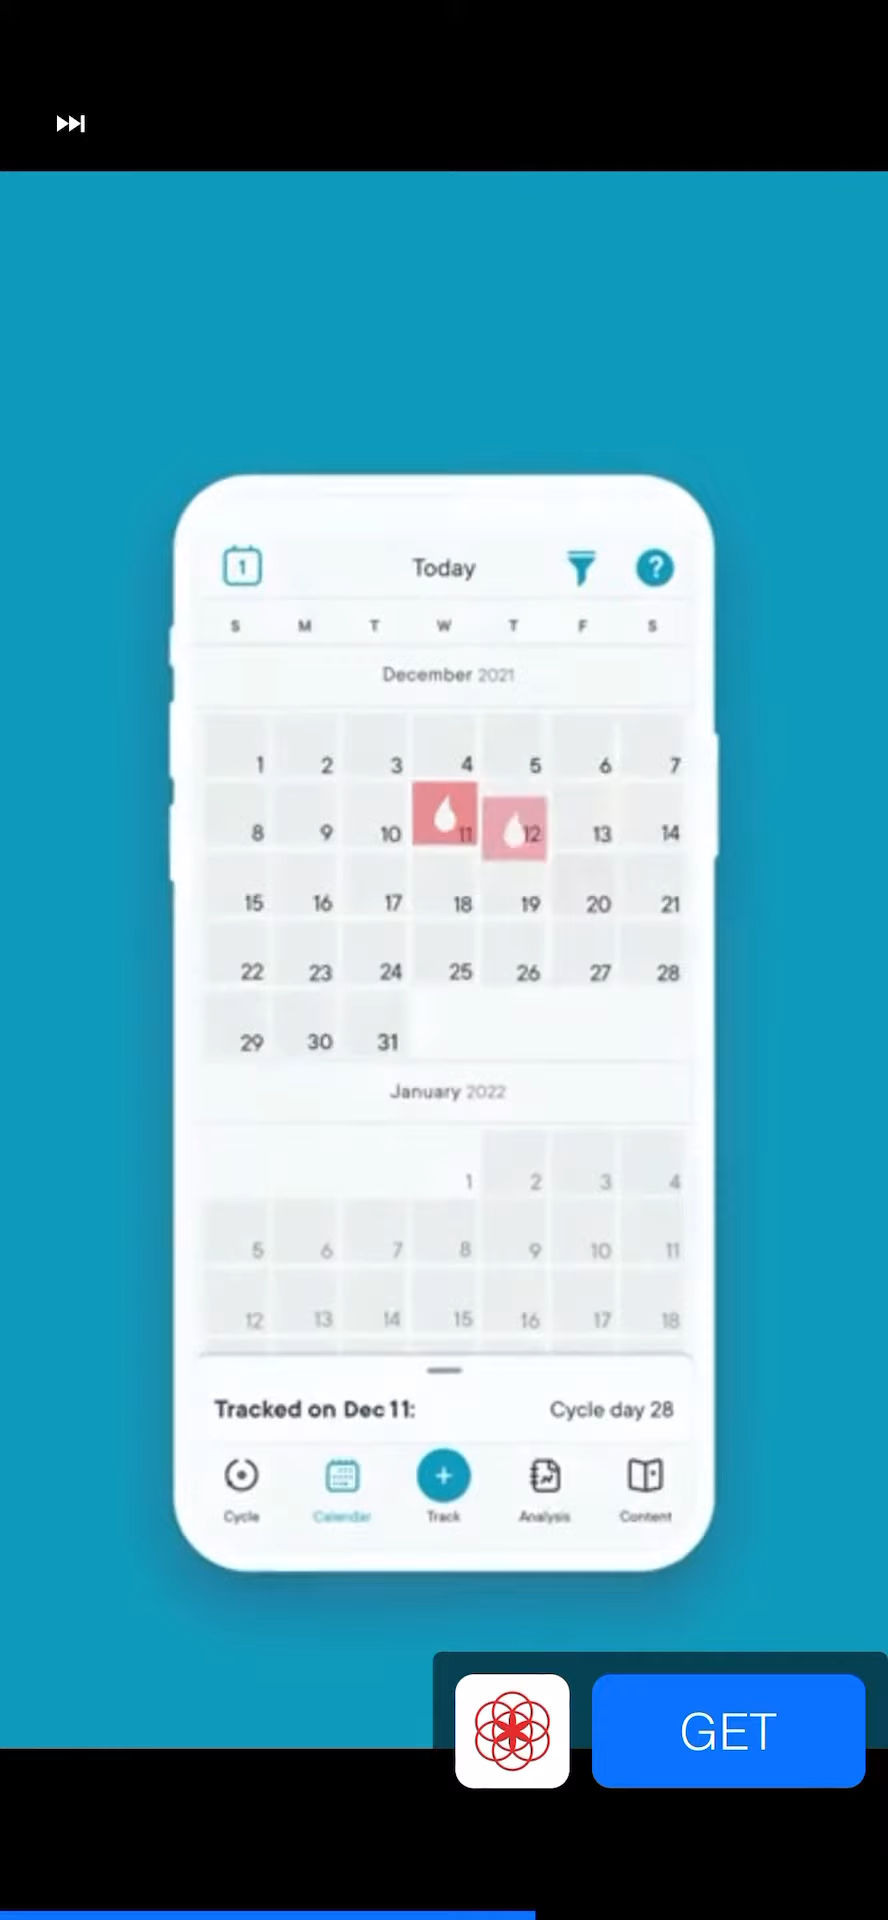 1 Today ?
S M T W T F S
December 2021
1 2 3 4 5 6 7
8 9 10 11 12 13 14
15 16 17 18 19 20 21
22 23 24 25 26 27 28
29 30 31
January 2022
1 2 3 4
5 6 7 8 9 10 11
12 13 14 15 16 17 18
Tracked on Dec 11: Cycle day 28
Cycle Calendar Track Analysis Content
GET